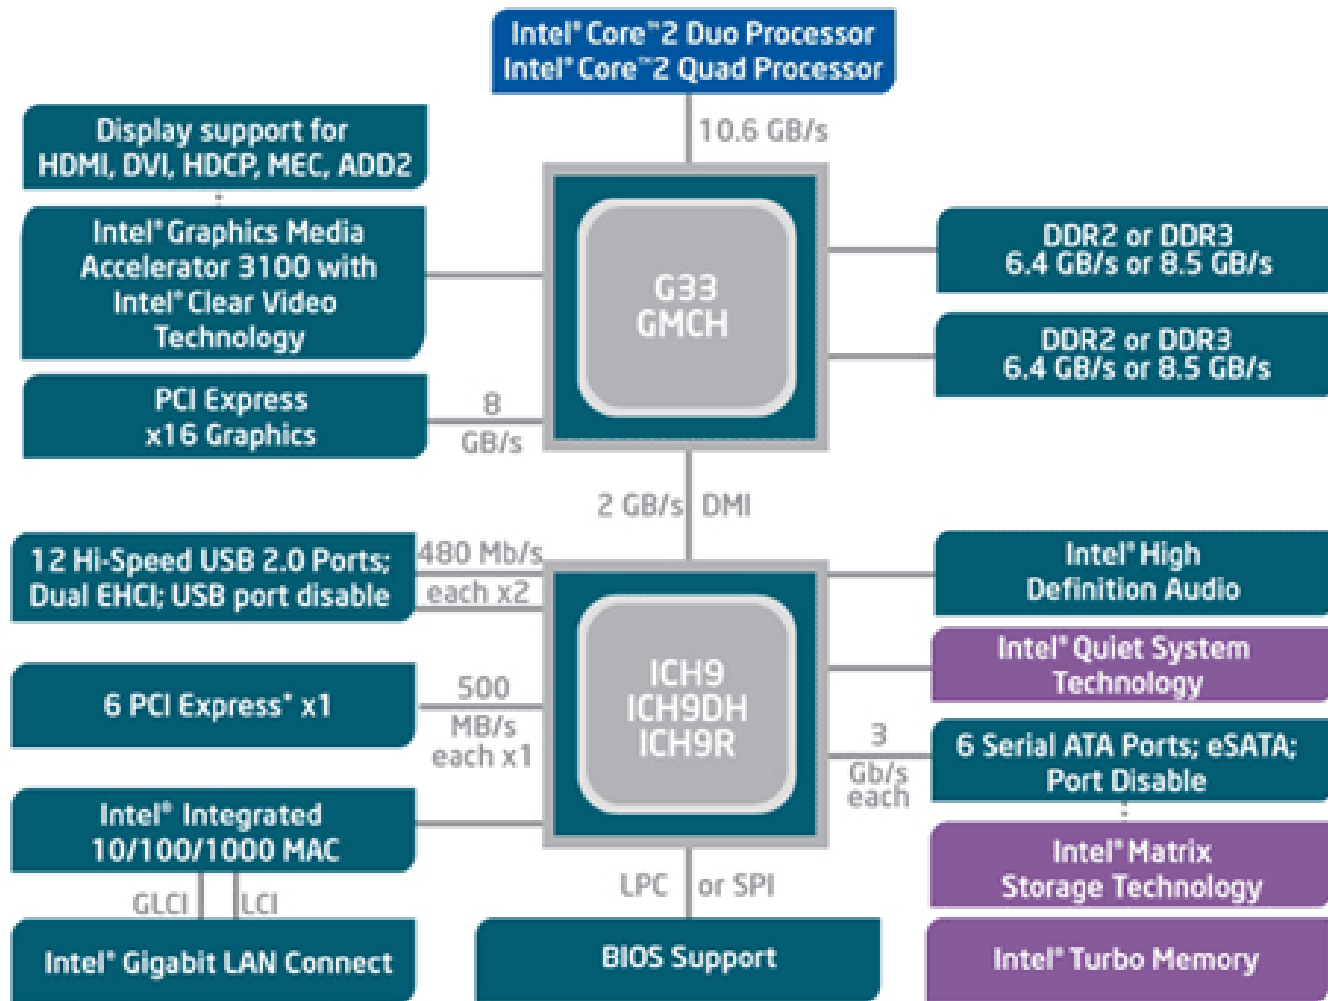 Intel® Core™2 Duo Processor
Intel® Core™2 Quad Processor
10.6 GB/s
Display support for
HDMI, DVI, HDCP, MEC, ADD2
Intel® Graphics Media
Accelerator 3100 with
Intel® Clear Video
Technology
PCI Express
x16 Graphics
8
GB/s
G33
GMCH
DDR2 or DDR3
6.4 GB/s or 8.5 GB/s
DDR2 or DDR3
6.4 GB/s or 8.5 GB/s
2 GB/s DMI
12 Hi-Speed USB 2.0 Ports;
Dual EHCI; USB port disable
480 Mb/s
each x2
6 PCI Express* x1
500
MB/s
each x1
Intel® Integrated
10/100/1000 MAC
GLCI LCI
Intel® Gigabit LAN Connect
ICH9
ICH9DH
ICH9R
LPC or SPI
BIOS Support
Intel® High
Definition Audio
Intel® Quiet System
Technology
3
Gb/s
each
6 Serial ATA Ports; eSATA;
Port Disable
Intel® Matrix
Storage Technology
Intel® Turbo Memory